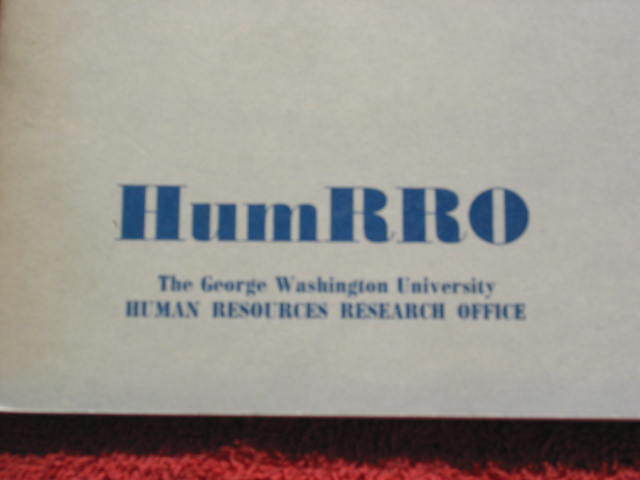 HumRRO
The George Washington University
HUMAN RESOURCES RESEARCH OFFICE